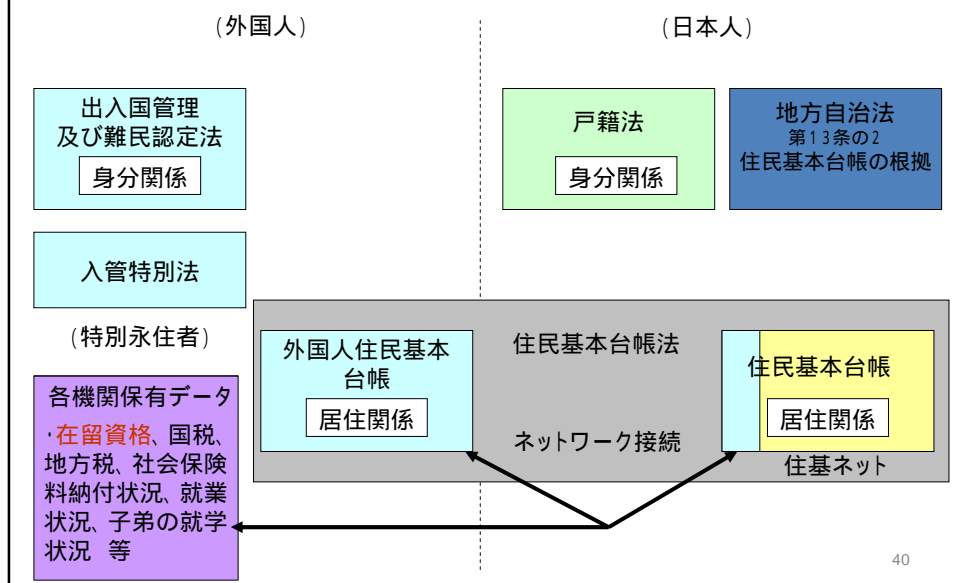 (外国人)
(日本人)
出入国管理
及び難民認定法
身分関係
戸籍法
身分関係
地方自治法
第13条の2
住民基本台帳の根拠
入管特別法
(特別永住者)
住民基本台帳法
外国人住民基本
台帳
居住関係
住民基本台帳
居住関係
ネットワーク接続
住基ネット
各機関保有データ
・在留資格、国税、
地方税、社会保険
料納付状況、就業
状況、子弟の就学
状況 等
40